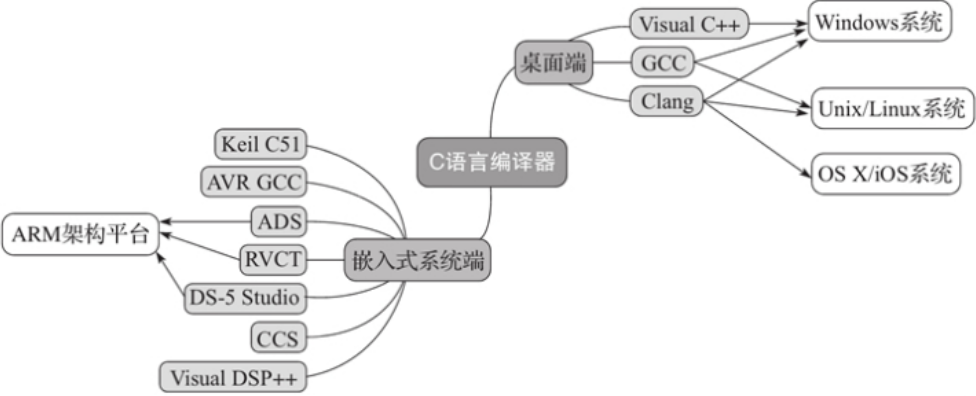 Visual C++
Windows系统
桌面端
GCC
Clang
Unix/Linux系统
C语言编译器
OS X/iOS系统
Keil C51
AVR GCC
ADS
ARM架构平台
RVCT
嵌入式系统端
DS-5 Studio
CCS
Visual DSP++